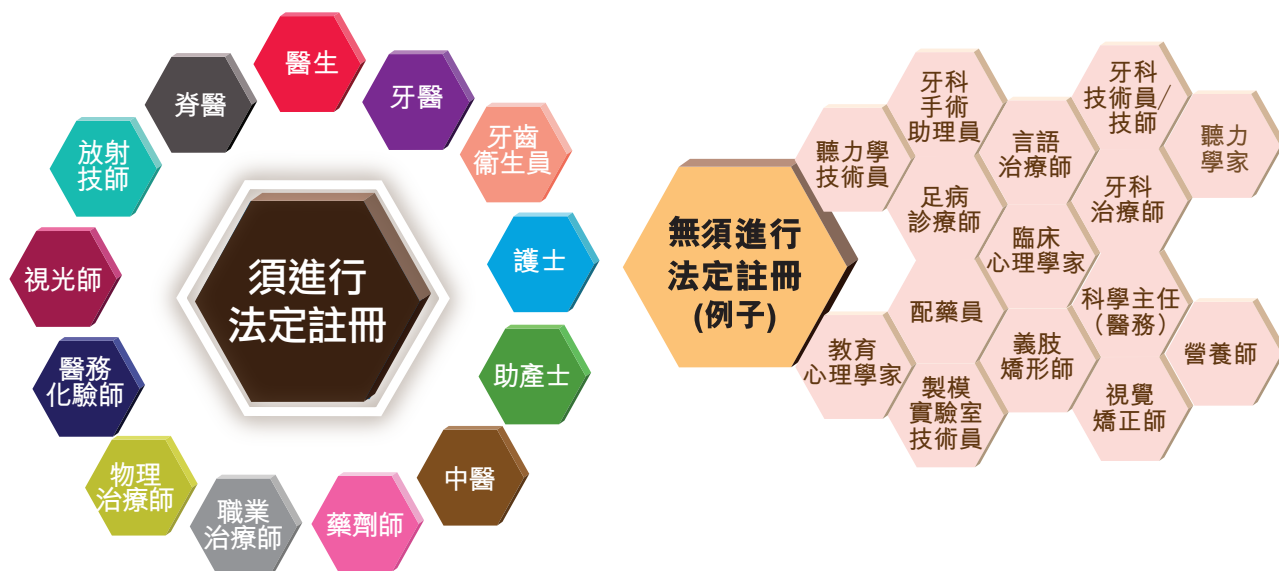 須進行
法定註冊
醫生
牙醫
牙齒
衞生員
護士
助產士
中醫
藥劑師
職業
治療師
物理
治療師
醫務
化驗師
視光師
放射
技師
脊醫
無須進行
法定註冊
(例子)
聽力學
技術員
牙科
手術
助理員
言語
治療師
牙科
技術員/
技師
聽力
學家
足病
診療師
臨床
心理學家
牙科
治療師
配藥員
科學主任
（醫務）
教育
心理學家
製模
實驗室
技術員
義肢
矯形師
視覺
矯正師
營養師